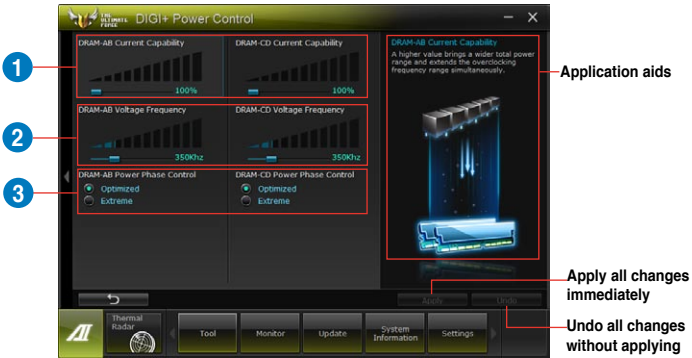 THE ULTIMATE FORCE
DIGI+ Power Control
1
DRAM-AB Current Capability
100%
DRAM-CD Current Capability
100%
2
DRAM-AB Voltage Frequency
350Khz
DRAM-CD Voltage Frequency
350Khz
3
DRAM-AB Power Phase Control
Optimized
Extreme
DRAM-CD Power Phase Control
Optimized
Extreme
DRAM-AB Current Capability
A higher value brings a wider total power
range and extends the overclocking
frequency range simultaneously.
Application aids
Apply
Undo
Apply all changes
immediately
Undo all changes
without applying
AI
Thermal
Radar
Tool
Monitor
Update
System
Information
Settings